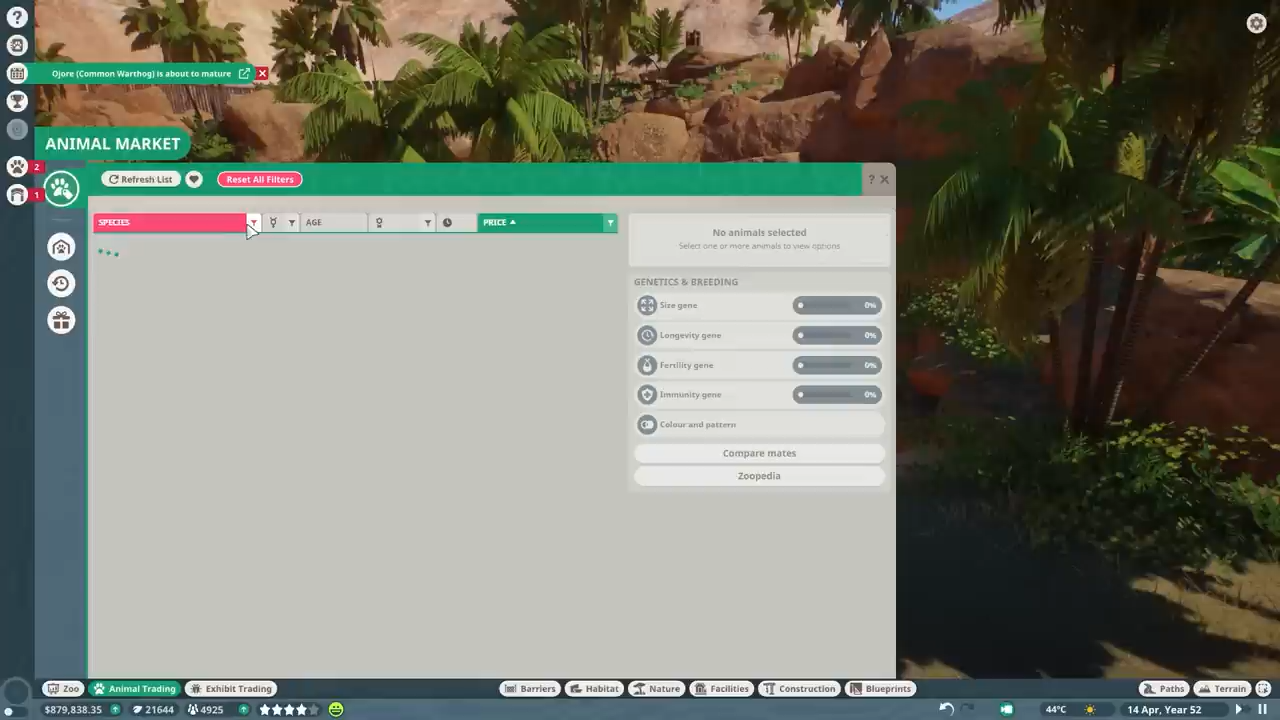 Ojore (Common Warthog) is about to mature
ANIMAL MARKET
2
1
Refresh List
Reset All Filters
?
SPECIES
AGE
PRICE
No animals selected
Select one or more animals to view options
GENETICS & BREEDING
Size gene 0%
Longevity gene 0%
Fertility gene 0%
Immunity gene 0%
Colour and pattern
Compare mates
Zoopedia
Zoo
Animal Trading
Exhibit Trading
Barriers
Habitat
Nature
Facilities
Construction
Blueprints
Paths
Terrain
$879,838.35
21644
4925
44°C
14 Apr, Year 52